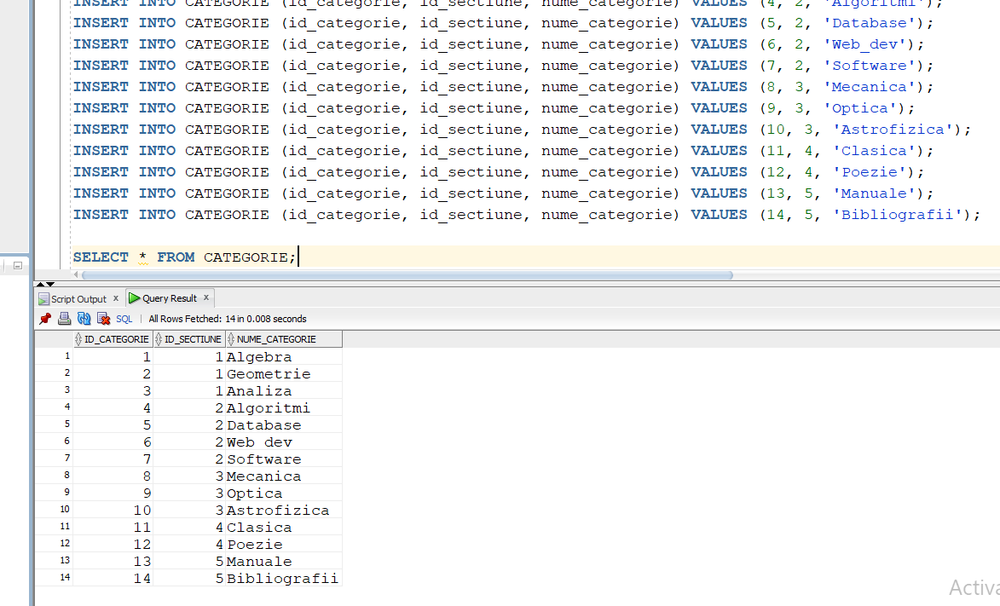 INSERT INTO CATEGORIE (id_categorie, id_sectiune, nume_categorie) VALUES (4, 2, 'Algoritmi');
INSERT INTO CATEGORIE (id_categorie, id_sectiune, nume_categorie) VALUES (5, 2, 'Database');
INSERT INTO CATEGORIE (id_categorie, id_sectiune, nume_categorie) VALUES (6, 2, 'Web_dev');
INSERT INTO CATEGORIE (id_categorie, id_sectiune, nume_categorie) VALUES (7, 2, 'Software');
INSERT INTO CATEGORIE (id_categorie, id_sectiune, nume_categorie) VALUES (8, 3, 'Mecanica');
INSERT INTO CATEGORIE (id_categorie, id_sectiune, nume_categorie) VALUES (9, 3, 'Optica');
INSERT INTO CATEGORIE (id_categorie, id_sectiune, nume_categorie) VALUES (10, 3, 'Astrofizica');
INSERT INTO CATEGORIE (id_categorie, id_sectiune, nume_categorie) VALUES (11, 4, 'Clasica');
INSERT INTO CATEGORIE (id_categorie, id_sectiune, nume_categorie) VALUES (12, 4, 'Poezie');
INSERT INTO CATEGORIE (id_categorie, id_sectiune, nume_categorie) VALUES (13, 5, 'Manuale');
INSERT INTO CATEGORIE (id_categorie, id_sectiune, nume_categorie) VALUES (14, 5, 'Bibliografii');
SELECT * FROM CATEGORIE;
Script Output x Query Result x
SQL | All Rows Fetched: 14 in 0.008 seconds
ID_CATEGORIE ID_SECTIUNE NUME_CATEGORIE
1 1 1 Algebra
2 2 1 Geometrie
3 3 1 Analiza
4 4 2 Algoritmi
5 5 2 Database
6 6 2 Web dev
7 7 2 Software
8 8 3 Mecanica
9 9 3 Optica
10 10 3 Astrofizica
11 11 4 Clasica
12 12 4 Poezie
13 13 5 Manuale
14 14 5 Bibliografii
Activa